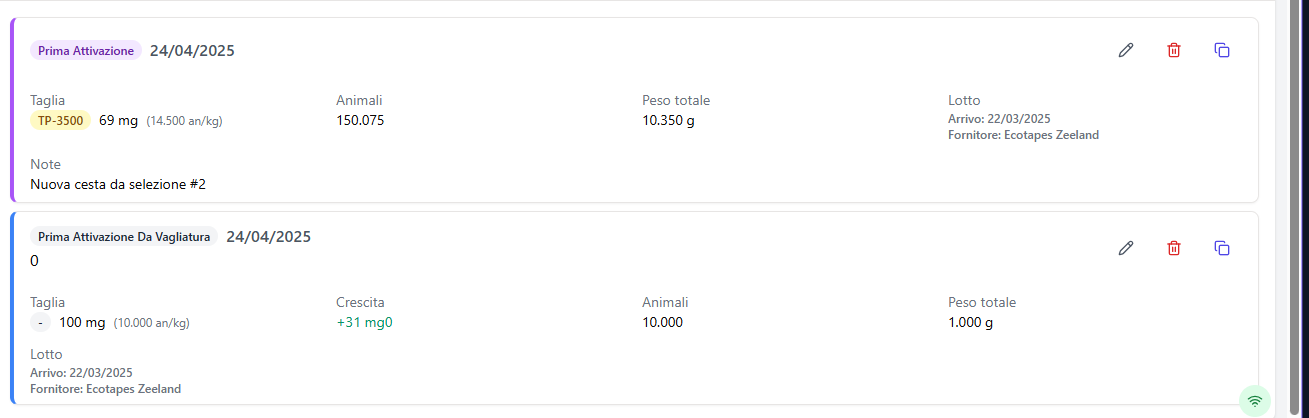 Prima Attivazione 24/04/2025
Taglia Animali Peso totale Lotto
TP-3500 69 mg (14.500 an/kg) 150.075 10.350 g Arrivo: 22/03/2025
Fornitore: Ecotapes Zeeland
Note
Nuova cesta da selezione #2
Prima Attivazione Da Vagliatura 24/04/2025
0
Taglia Crescita Animali Peso totale
- 100 mg (10.000 an/kg) +31 mg0 10.000 1.000 g
Lotto
Arrivo: 22/03/2025
Fornitore: Ecotapes Zeeland